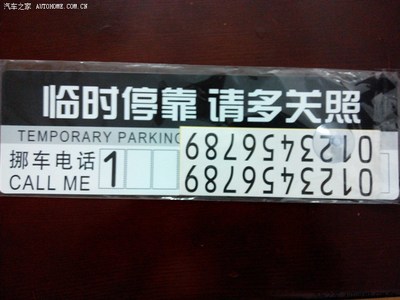 汽车之家 AUTOHOME.COM.CN
临时停靠 请多关照
TEMPORARY PARKING
挪车电话 1
CALL ME
0123456789
0123456789